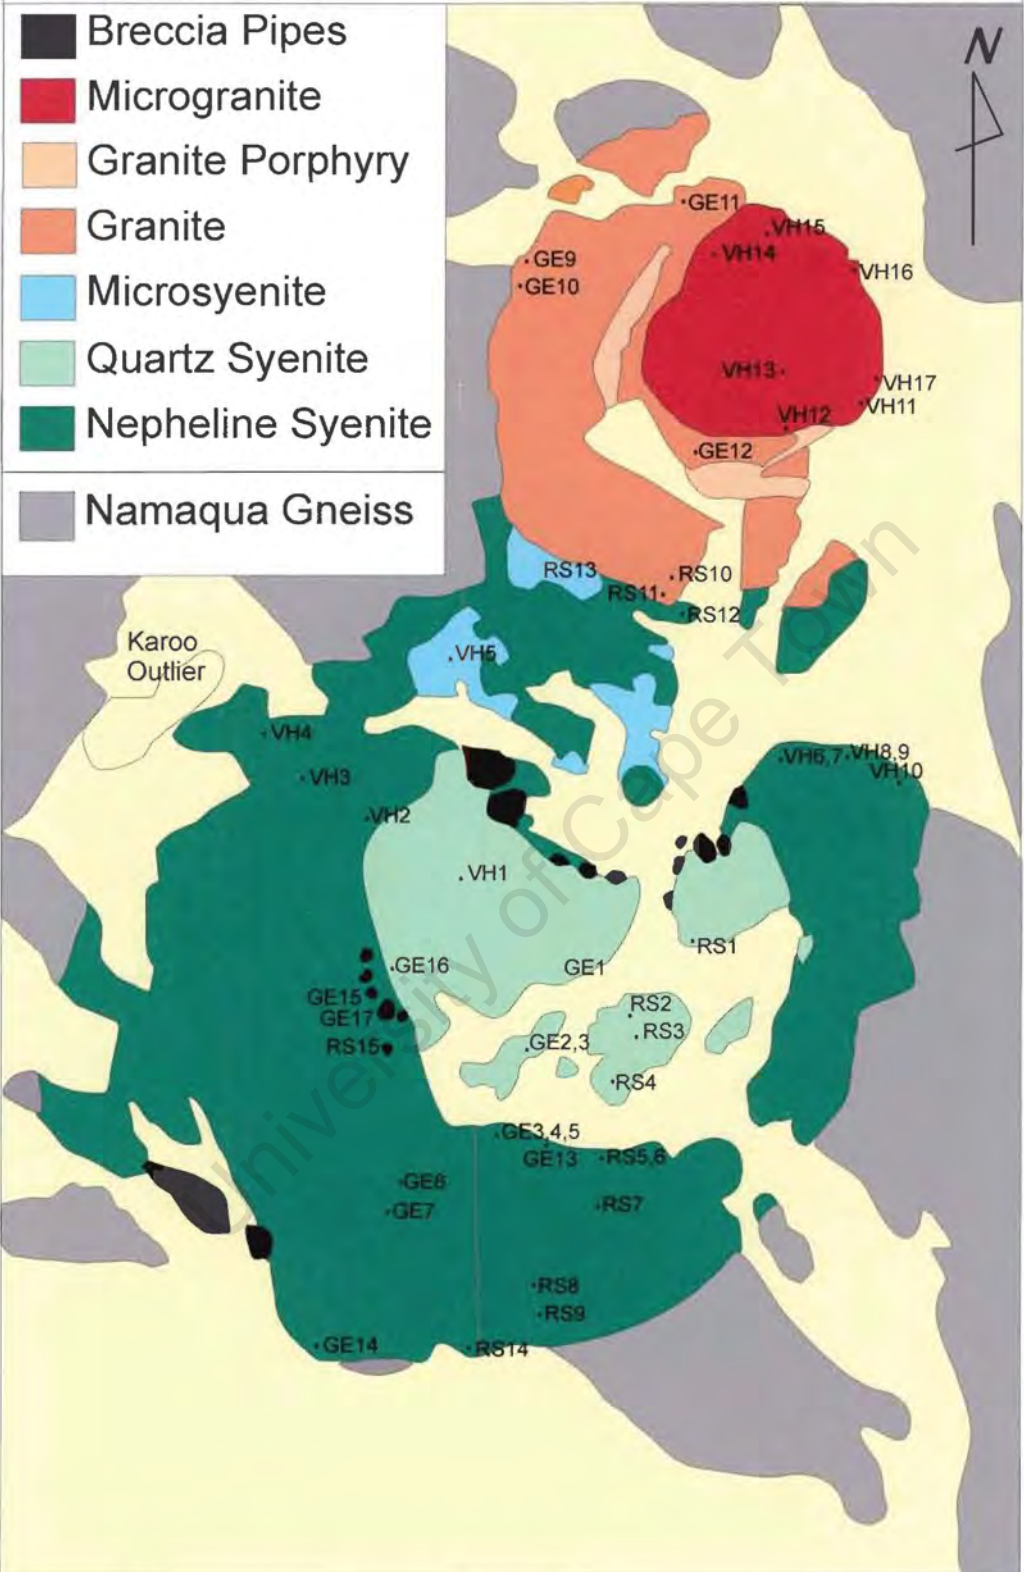 Breccia Pipes
Microgranite
Granite Porphyry
Granite
Microsyenite
Quartz Syenite
Nepheline Syenite
Namaqua Gneiss
N
GE11
VH15
VH14
GE9
VH16
GE10
VH13
VH17
VH11
VH12
GE12
RS13
RS10
RS11
RS12
Karoo
Outlier
VH5
VH4
VH6,7
VH8,9
VH10
VH3
VH2
VH1
RS1
GE16
GE1
GE15
RS2
GE17
RS3
RS15
GE2,3
RS4
GE3,4,5
GE13
RS5,6
GE6
GE7
RS7
RS8
RS9
GE14
RS14
University of Cape Town